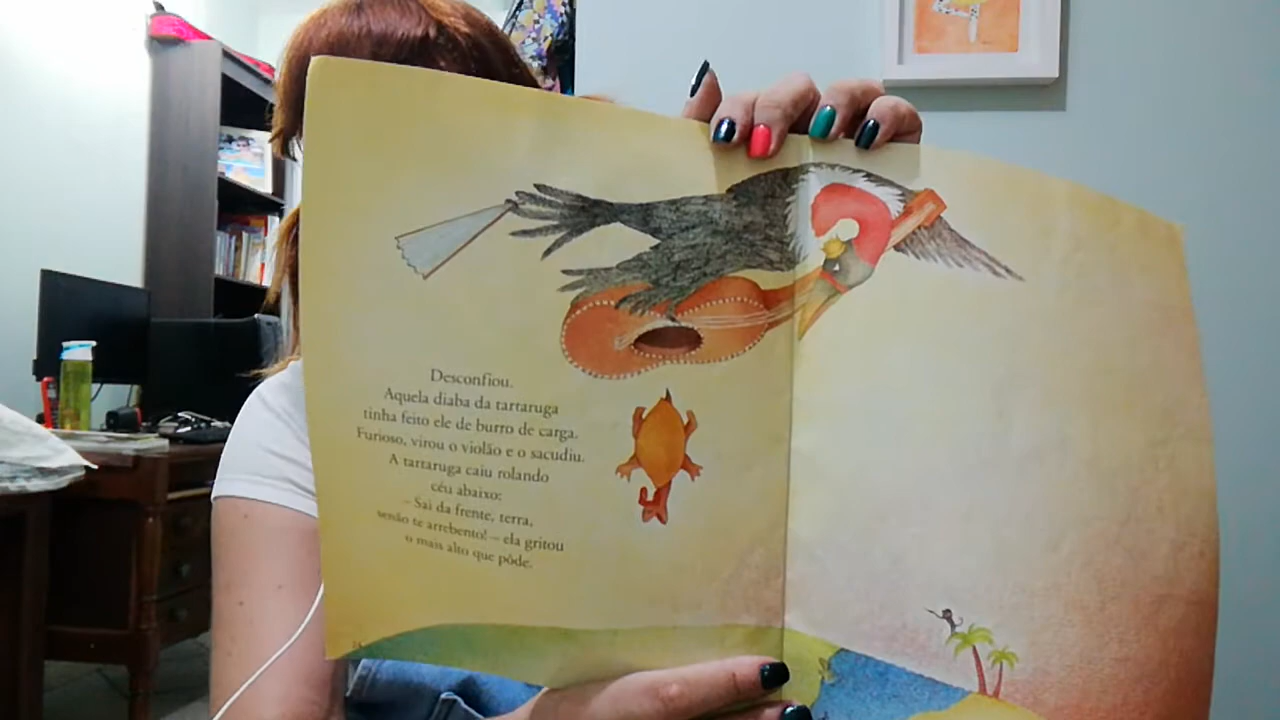 Desconfiou.
Aquela diaba da tartaruga
tinha feito ele de burro de carga.
Furioso, virou o violão e o sacudiu.
A tartaruga caiu rolando
céu abaixo:
– Sai da frente, terra,
senão te arrebento! – ela gritou
o mais alto que pôde.